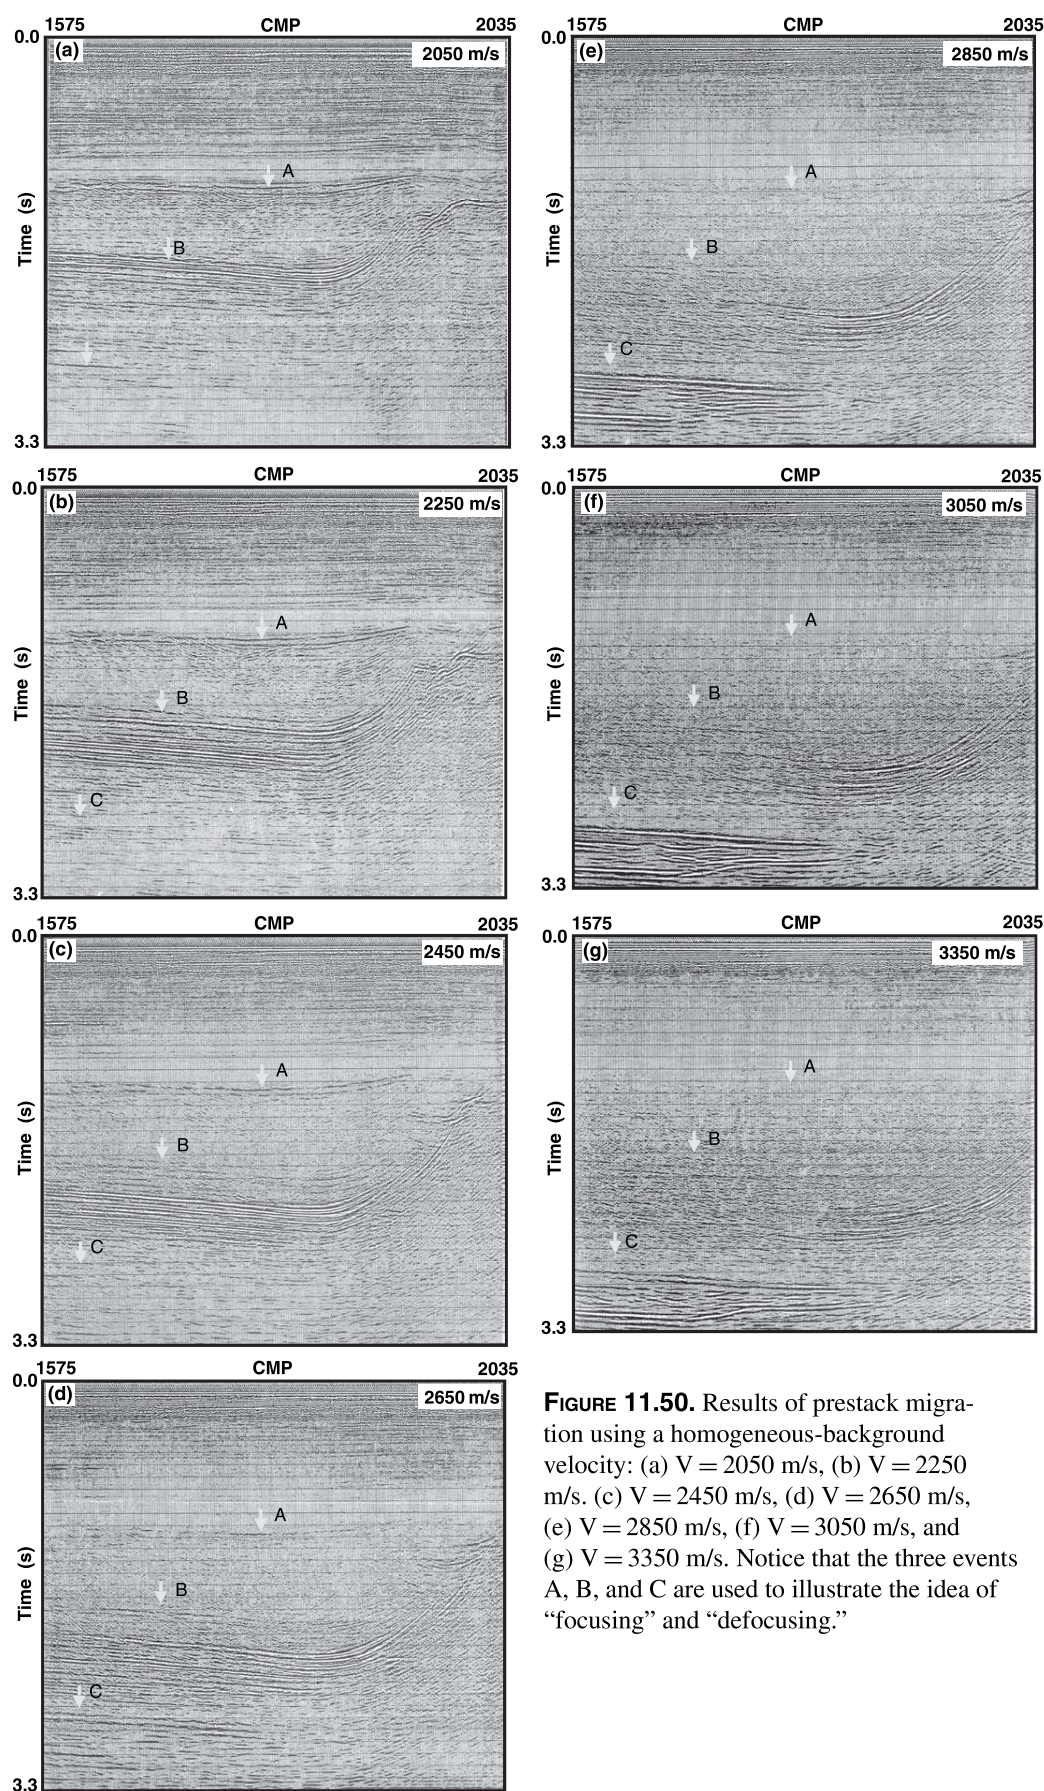 1575 CMP 2035
0.0
(a)
2050 m/s
A
B
Time (s)
3.3
1575 CMP 2035
0.0
(b)
2250 m/s
A
B
C
Time (s)
3.3
1575 CMP 2035
0.0
(c)
2450 m/s
A
B
C
Time (s)
3.3
1575 CMP 2035
0.0
(d)
2650 m/s
A
B
C
Time (s)
3.3
1575 CMP 2035
0.0
(e)
2850 m/s
A
B
C
Time (s)
3.3
1575 CMP 2035
0.0
(f)
3050 m/s
A
B
C
Time (s)
3.3
1575 CMP 2035
0.0
(g)
3350 m/s
A
B
C
Time (s)
3.3
FIGURE 11.50. Results of prestack migra-
tion using a homogeneous-background
velocity: (a) V = 2050 m/s, (b) V = 2250
m/s. (c) V = 2450 m/s, (d) V = 2650 m/s,
(e) V = 2850 m/s, (f) V = 3050 m/s, and
(g) V = 3350 m/s. Notice that the three events
A, B, and C are used to illustrate the idea of
“focusing” and “defocusing.”